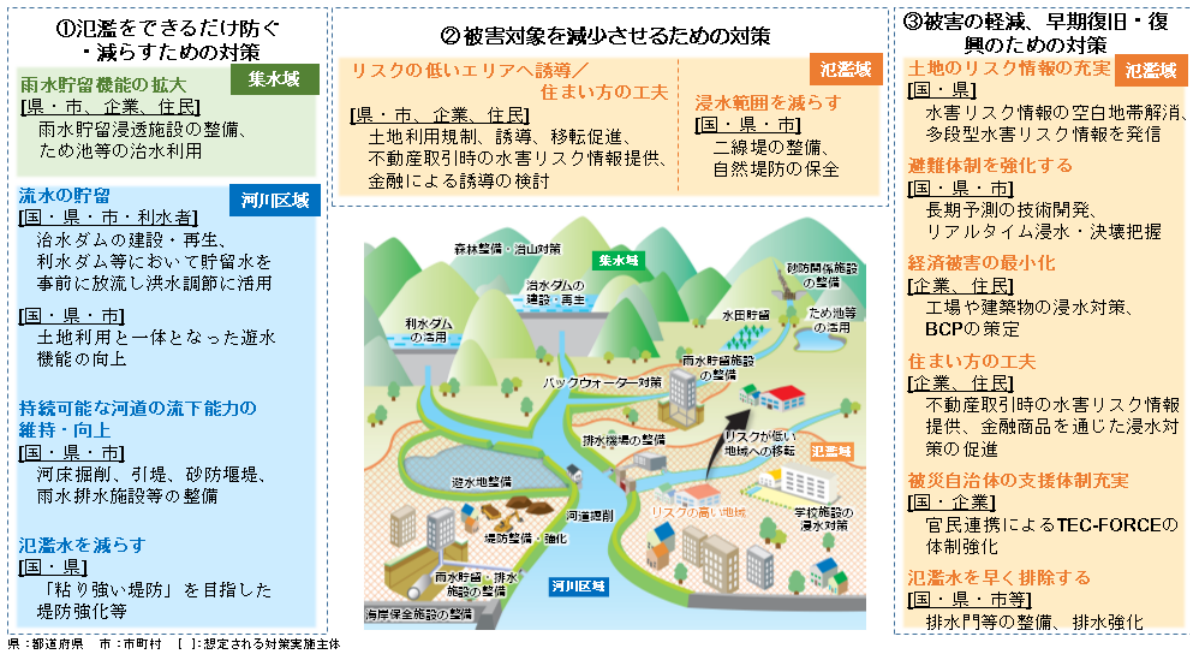 ①氾濫をできるだけ防ぐ
・減らすための対策
集水域
雨水貯留機能の拡大
[県・市、企業、住民]
雨水貯留浸透施設の整備、
ため池等の治水利用
河川区域
流水の貯留
[国・県・市・利水者]
治水ダムの建設・再生、
利水ダム等において貯留水を
事前に放流し洪水調節に活用
[国・県・市]
土地利用と一体となった遊水
機能の向上
持続可能な河道の流下能力の
維持・向上
[国・県・市]
河床掘削、引堤、砂防堰堤、
雨水排水施設等の整備
氾濫水を減らす
[国・県]
「粘り強い堤防」を目指した
堤防強化等
②被害対象を減少させるための対策
リスクの低いエリアへ誘導／
住まい方の工夫
[県・市、企業、住民]
土地利用規制、誘導、移転促進、
不動産取引時の水害リスク情報提供、
金融による誘導の検討
氾濫域
浸水範囲を減らす
[国・県・市]
二線堤の整備、
自然堤防の保全
森林整備・治山対策
集水域
砂防関係施設
の整備
治水ダムの
建設・再生
利水ダム
の活用
水田貯留
ため池等
の活用
雨水貯留施設
の整備
バックウォーター対策
排水機場の整備
リスクが低い
地域への移転
氾濫域
遊水地整備
リスクの高い地域
学校施設の
浸水対策
河道掘削
堤防整備・強化
雨水貯留・排水
施設の整備
河川区域
海岸保全施設の整備
③被害の軽減、早期復旧・復
興のための対策
土地のリスク情報の充実
氾濫域
[国・県]
水害リスク情報の空白地帯解消、
多段型水害リスク情報を発信
避難体制を強化する
[国・県・市]
長期予測の技術開発、
リアルタイム浸水・決壊把握
経済被害の最小化
[企業、住民]
工場や建築物の浸水対策、
BCPの策定
住まい方の工夫
[企業、住民]
不動産取引時の水害リスク情報
提供、金融商品を通じた浸水対
策の促進
被災自治体の支援体制充実
[国・企業]
官民連携によるTEC-FORCEの
体制強化
氾濫水を早く排除する
[国・県・市等]
排水門等の整備、排水強化
県：都道府県　市：市町村　[ ]：想定される対策実施主体